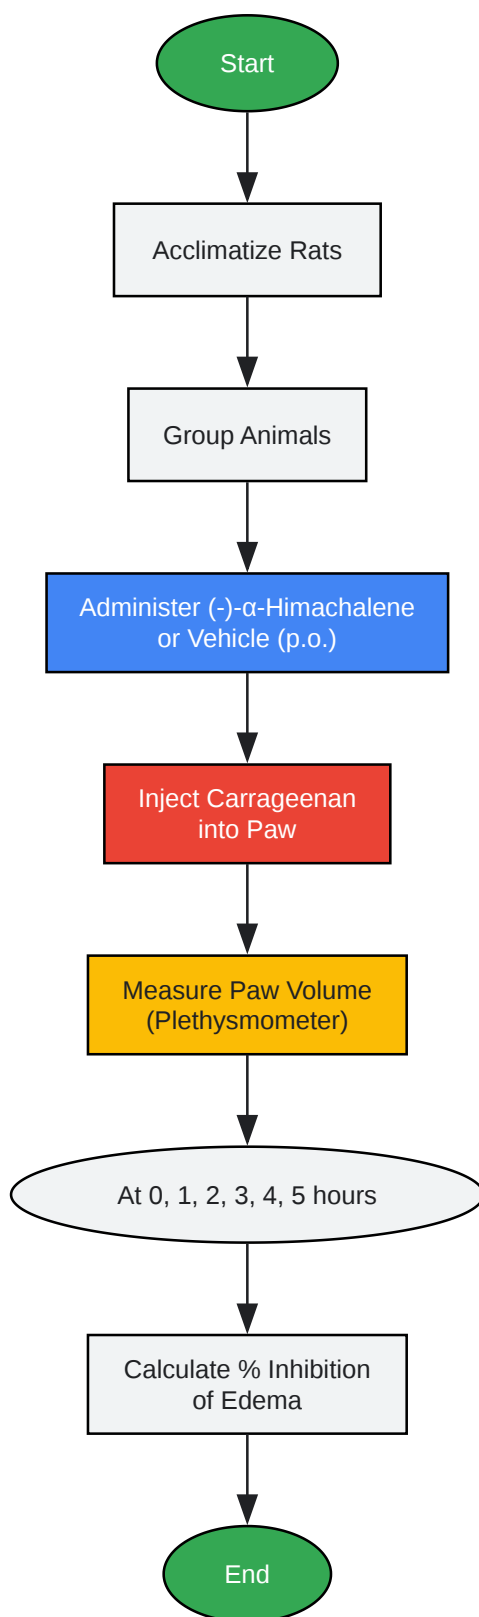 Start
Acclimatize Rats
Group Animals
Administer (-)-α-Himachalene
or Vehicle (p.o.)
Inject Carrageenan
into Paw
Measure Paw Volume
(Plethysmometer)
At 0, 1, 2, 3, 4, 5 hours
Calculate % Inhibition
of Edema
End